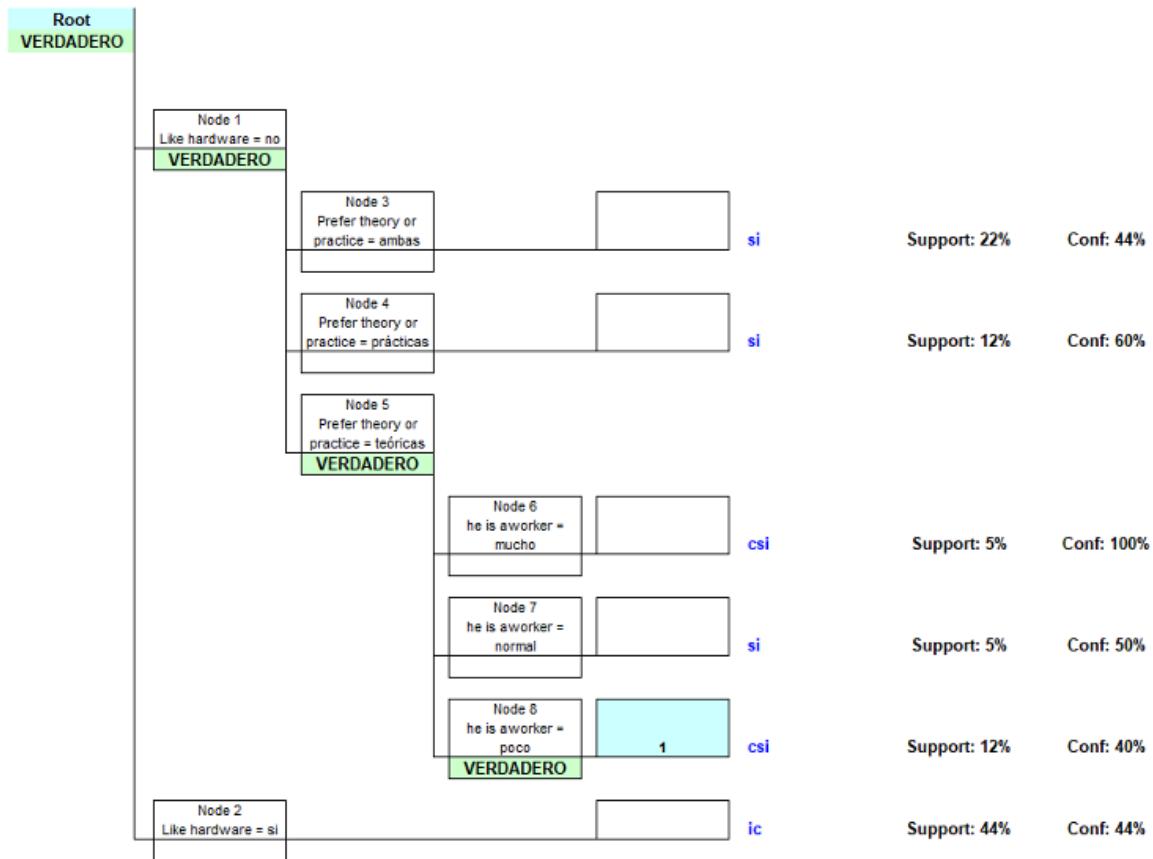 Root
VERDADERO
Node 1
Like hardware = no
VERDADERO
Node 3
Prefer theory or
practice = ambas
si Support: 22% Conf: 44%
Node 4
Prefer theory or
practice = prácticas
si Support: 12% Conf: 60%
Node 5
Prefer theory or
practice = teóricas
VERDADERO
Node 6
he is aworker =
mucho
csi Support: 5% Conf: 100%
Node 7
he is aworker =
normal
si Support: 5% Conf: 50%
Node 8
he is aworker =
poco 1 csi Support: 12% Conf: 40%
VERDADERO
Node 2
Like hardware = si
ic Support: 44% Conf: 44%